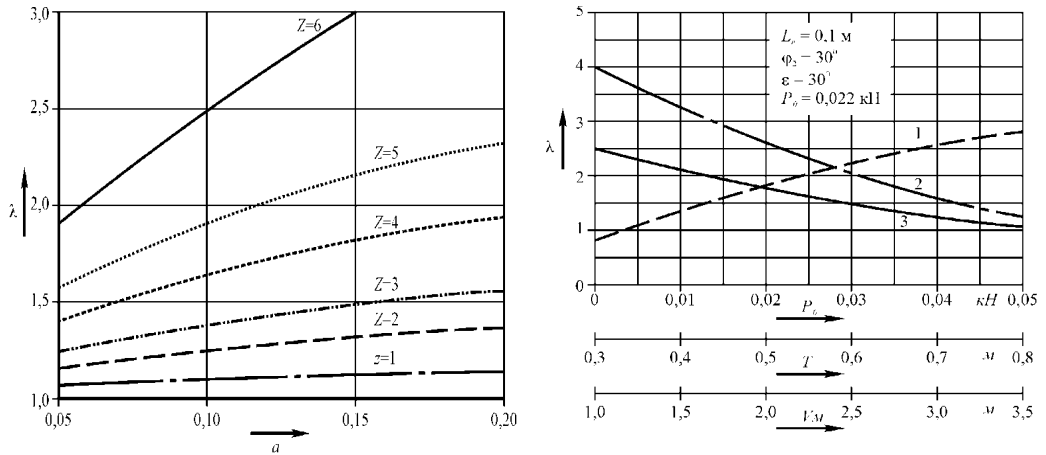 3,0
2,5
2,0
1,5
1,0
λ
Z=6
Z=5
Z=4
Z=3
Z=2
z=1
0,05 0,10 0,15 0,20
a
5
4
3
2
1
0
λ
= 0,1 м
φ₂ = 30°
ε = 30°
= 0,022 кН
1
2
3
0 0,01 0,02 0,03 0,04 кН 0,05
0,3 0,4 0,5 0,6 0,7 м 0,8
T
1,0 1,5 2,0 2,5 3,0 м 3,5
Vм